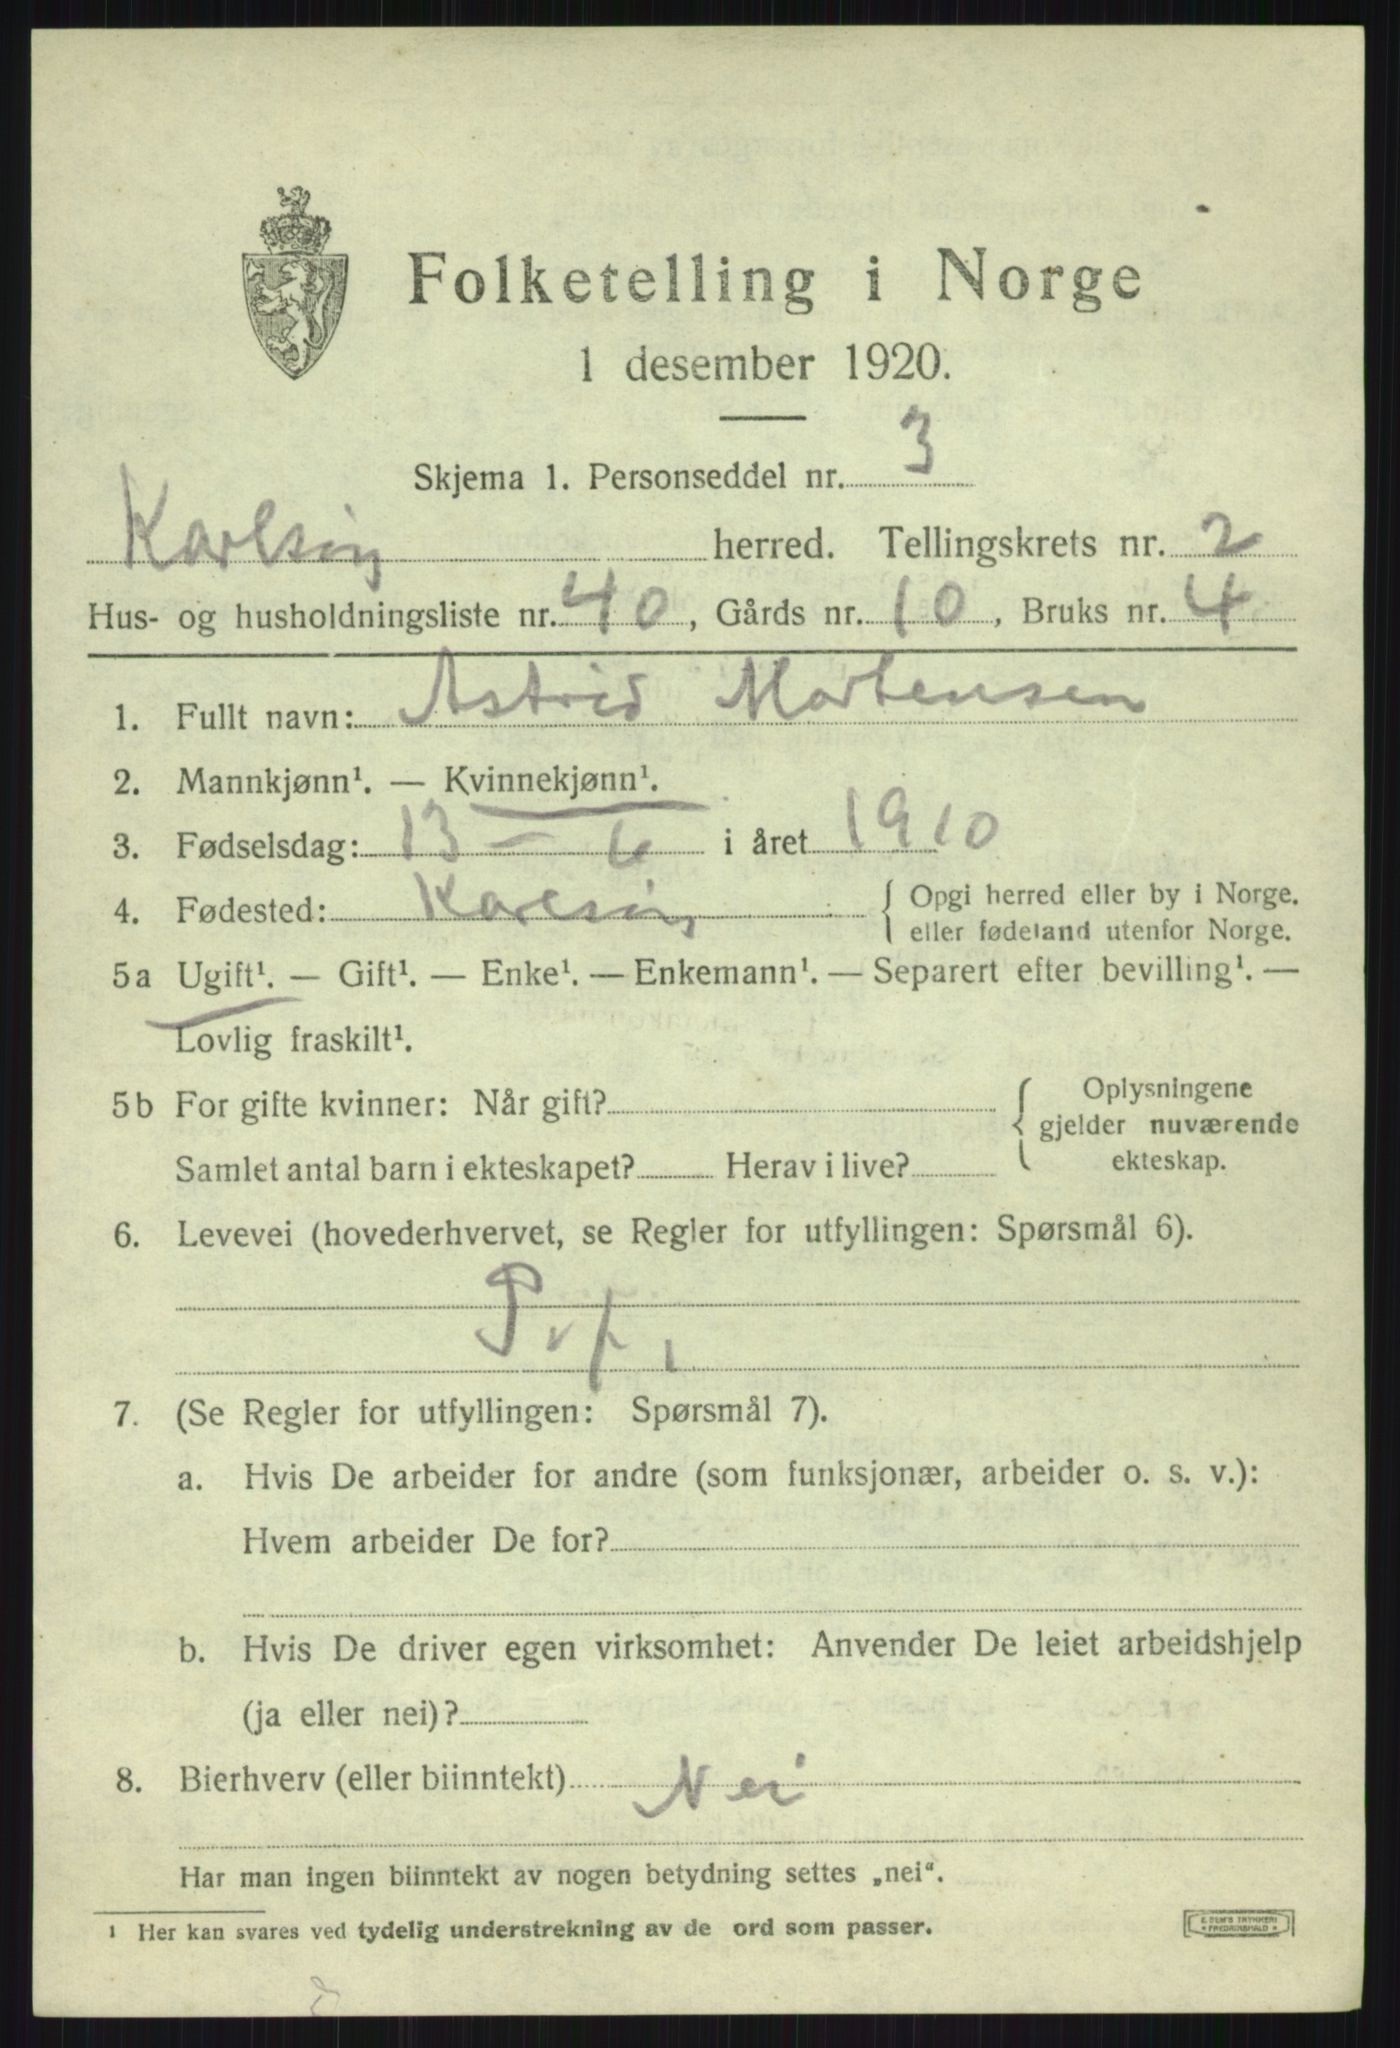 Folketelling i Norge
1 desember 1920.
Skjema 1. Personseddel nr. 3
Karlsöy herred. Tellingskrets nr. 2
Hus- og husholdningsliste nr. 40, Gårds nr. 10, Bruks nr. 4
1. Fullt navn: Astrid Mortensen
2. Mannkjønn¹. — Kvinnekjønn¹.
3. Fødselsdag: 13 – 6 i året 1910
4. Fødested: Karlsöy { Opgi herred eller by i Norge.
eller fødeland utenfor Norge.
5a Ugift¹. — Gift¹. — Enke¹. — Enkemann¹. — Separert efter bevilling¹. —
Lovlig fraskilt¹.
5b For gifte kvinner: Når gift? { Oplysningene
gjelder nuværende
Samlet antal barn i ekteskapet? Herav i live? ekteskap.
6. Levevei (hovederhvervet, se Regler for utfyllingen: Spørsmål 6).
7. (Se Regler for utfyllingen: Spørsmål 7).
a. Hvis De arbeider for andre (som funksjonær, arbeider o. s. v.):
Hvem arbeider De for?
b. Hvis De driver egen virksomhet: Anvender De leiet arbeidshjelp
(ja eller nei)?
8. Bierhverv (eller biinntekt) Nei
Har man ingen biinntekt av nogen betydning settes „nei“.
¹ Her kan svares ved tydelig understrekning av de ord som passer.